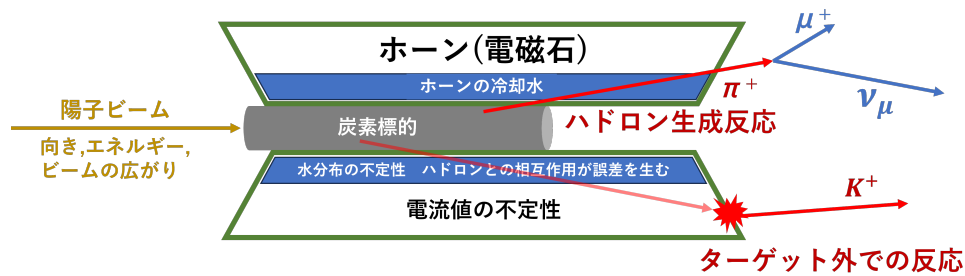 ホーン(電磁石)
ホーンの冷却水
μ⁺
π⁺
ν_μ
陽子ビーム
炭素標的
ハドロン生成反応
向き,エネルギー,
ビームの広がり
水分布の不定性 ハドロンとの相互作用が誤差を生む
電流値の不定性
K⁺
ターゲット外での反応